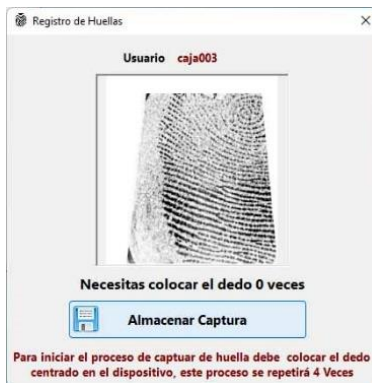 Registro de Huellas
Usuario caja003
Necesitas colocar el dedo 0 veces
Almacenar Captura
Para iniciar el proceso de captuar de huella debe colocar el dedo
centrado en el dispositivo, este proceso se repetirá 4 Veces